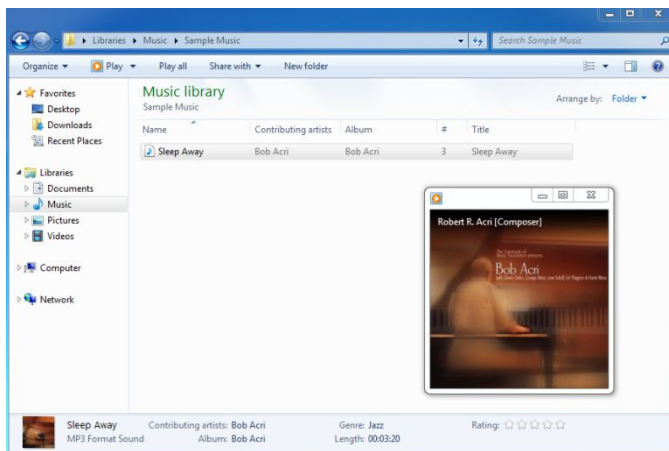 Libraries Music Sample Music
Search Sample Music
Organize Play Play all Share with New folder
Favorites
Desktop
Downloads
Recent Places
Libraries
Documents
Music
Pictures
Videos
Computer
Network
Music library
Sample Music
Arrange by: Folder
Name Contributing artists Album # Title
Sleep Away Bob Acri Bob Acri 3 Sleep Away
Robert R. Acri [Composer]
Bob Acri
Sleep Away Contributing artists: Bob Acri Genre: Jazz Rating:
MP3 Format Sound Album: Bob Acri Length: 00:03:20